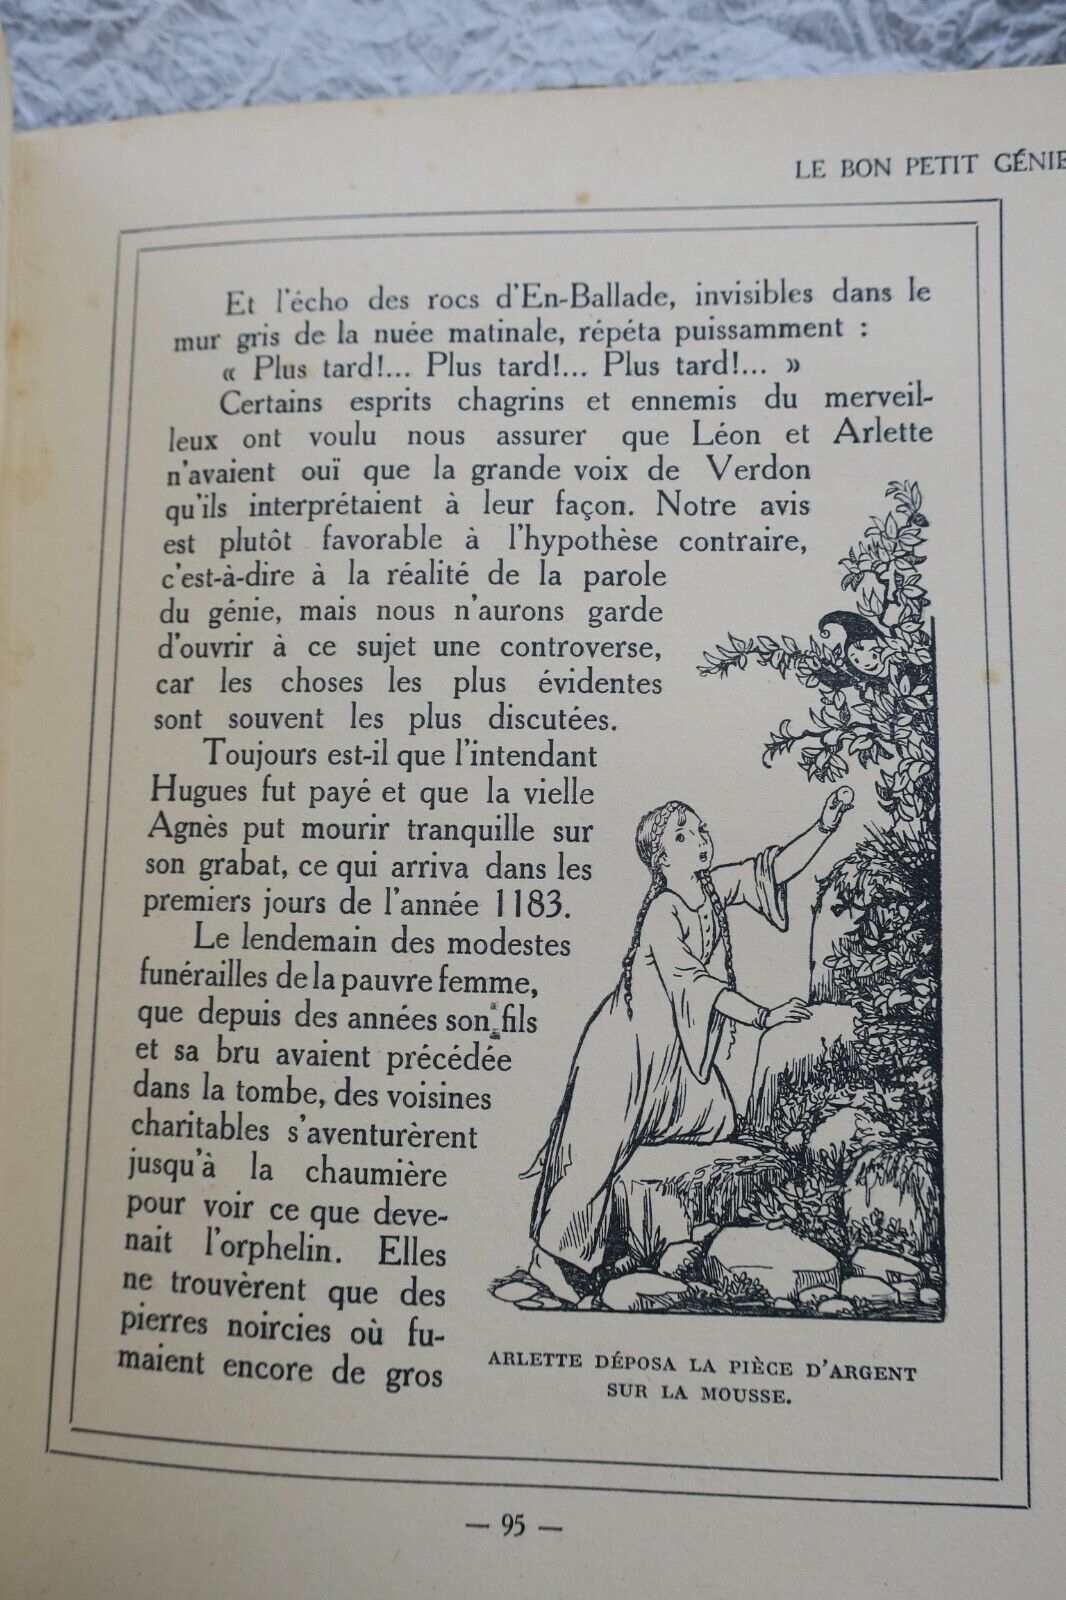 LE BON PETIT GÉNIE
Et l'écho des rocs d'En-Ballade, invisibles dans le
mur gris de la nuée matinale, répéta puissamment :
« Plus tard!... Plus tard!... Plus tard!... »
Certains esprits chagrins et ennemis du merveil-
leux ont voulu nous assurer que Léon et Arlette
n'avaient ouï que la grande voix de Verdon
qu'ils interprétaient à leur façon. Notre avis
est plutôt favorable à l'hypothèse contraire,
c'est-à-dire à la réalité de la parole
du génie, mais nous n'aurons garde
d'ouvrir à ce sujet une controverse,
car les choses les plus évidentes
sont souvent les plus discutées.
Toujours est-il que l'intendant
Hugues fut payé et que la vieille
Agnès put mourir tranquille sur
son grabat, ce qui arriva dans les
premiers jours de l'année 1183.
Le lendemain des modestes
funérailles de la pauvre femme,
que depuis des années son fils
et sa bru avaient précédée
dans la tombe, des voisines
charitables s'aventurèrent
jusqu'à la chaumière
pour voir ce que deve-
nait l'orphelin. Elles
ne trouvèrent que des
pierres noircies où fu-
maient encore de gros
ARLETTE DÉPOSA LA PIÈCE D'ARGENT
SUR LA MOUSSE.
— 95 —